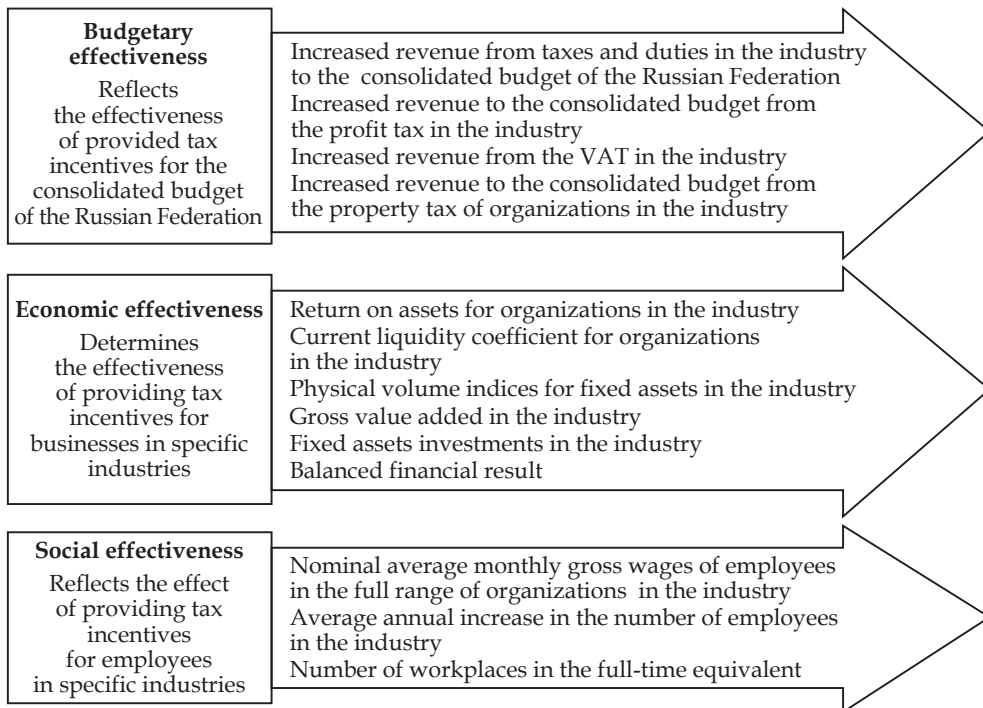 Budgetary
effectiveness
Reflects
the effectiveness
of provided tax
incentives for the
consolidated budget
of the Russian Federation
Increased revenue from taxes and duties in the industry
to the consolidated budget of the Russian Federation
Increased revenue to the consolidated budget from
the profit tax in the industry
Increased revenue from the VAT in the industry
Increased revenue to the consolidated budget from
the property tax of organizations in the industry
Economic effectiveness
Determines
the effectiveness
of providing tax
incentives for
businesses in specific
industries
Return on assets for organizations in the industry
Current liquidity coefficient for organizations
in the industry
Physical volume indices for fixed assets in the industry
Gross value added in the industry
Fixed assets investments in the industry
Balanced financial result
Social effectiveness
Reflects the effect
of providing tax
incentives
for employees
in specific industries
Nominal average monthly gross wages of employees
in the full range of organizations in the industry
Average annual increase in the number of employees
in the industry
Number of workplaces in the full-time equivalent